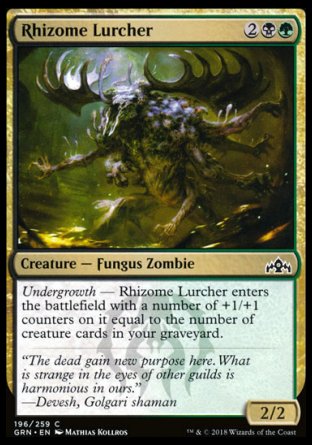 Rhizome Lurcher 2
Creature — Fungus Zombie
Undergrowth — Rhizome Lurcher enters
the battlefield with a number of +1/+1
counters on it equal to the number of
creature cards in your graveyard.
"The dead gain new purpose here. What
is strange in the eyes of other guilds is
harmonious in ours."
—Devesh, Golgari shaman
2/2
196/259 C
GRN • EN Mathias Kollros
™ & © 2018 Wizards of the Coast